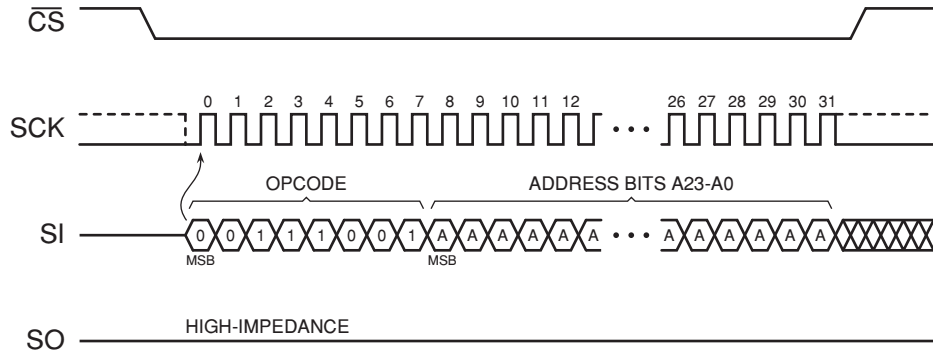 CS
0 1 2 3 4 5 6 7 8 9 10 11 12 26 27 28 29 30 31
SCK
OPCODE ADDRESS BITS A23-A0
SI 0 0 1 1 1 0 0 1 A A A A A A A A A A A A
MSB MSB
HIGH-IMPEDANCE
SO